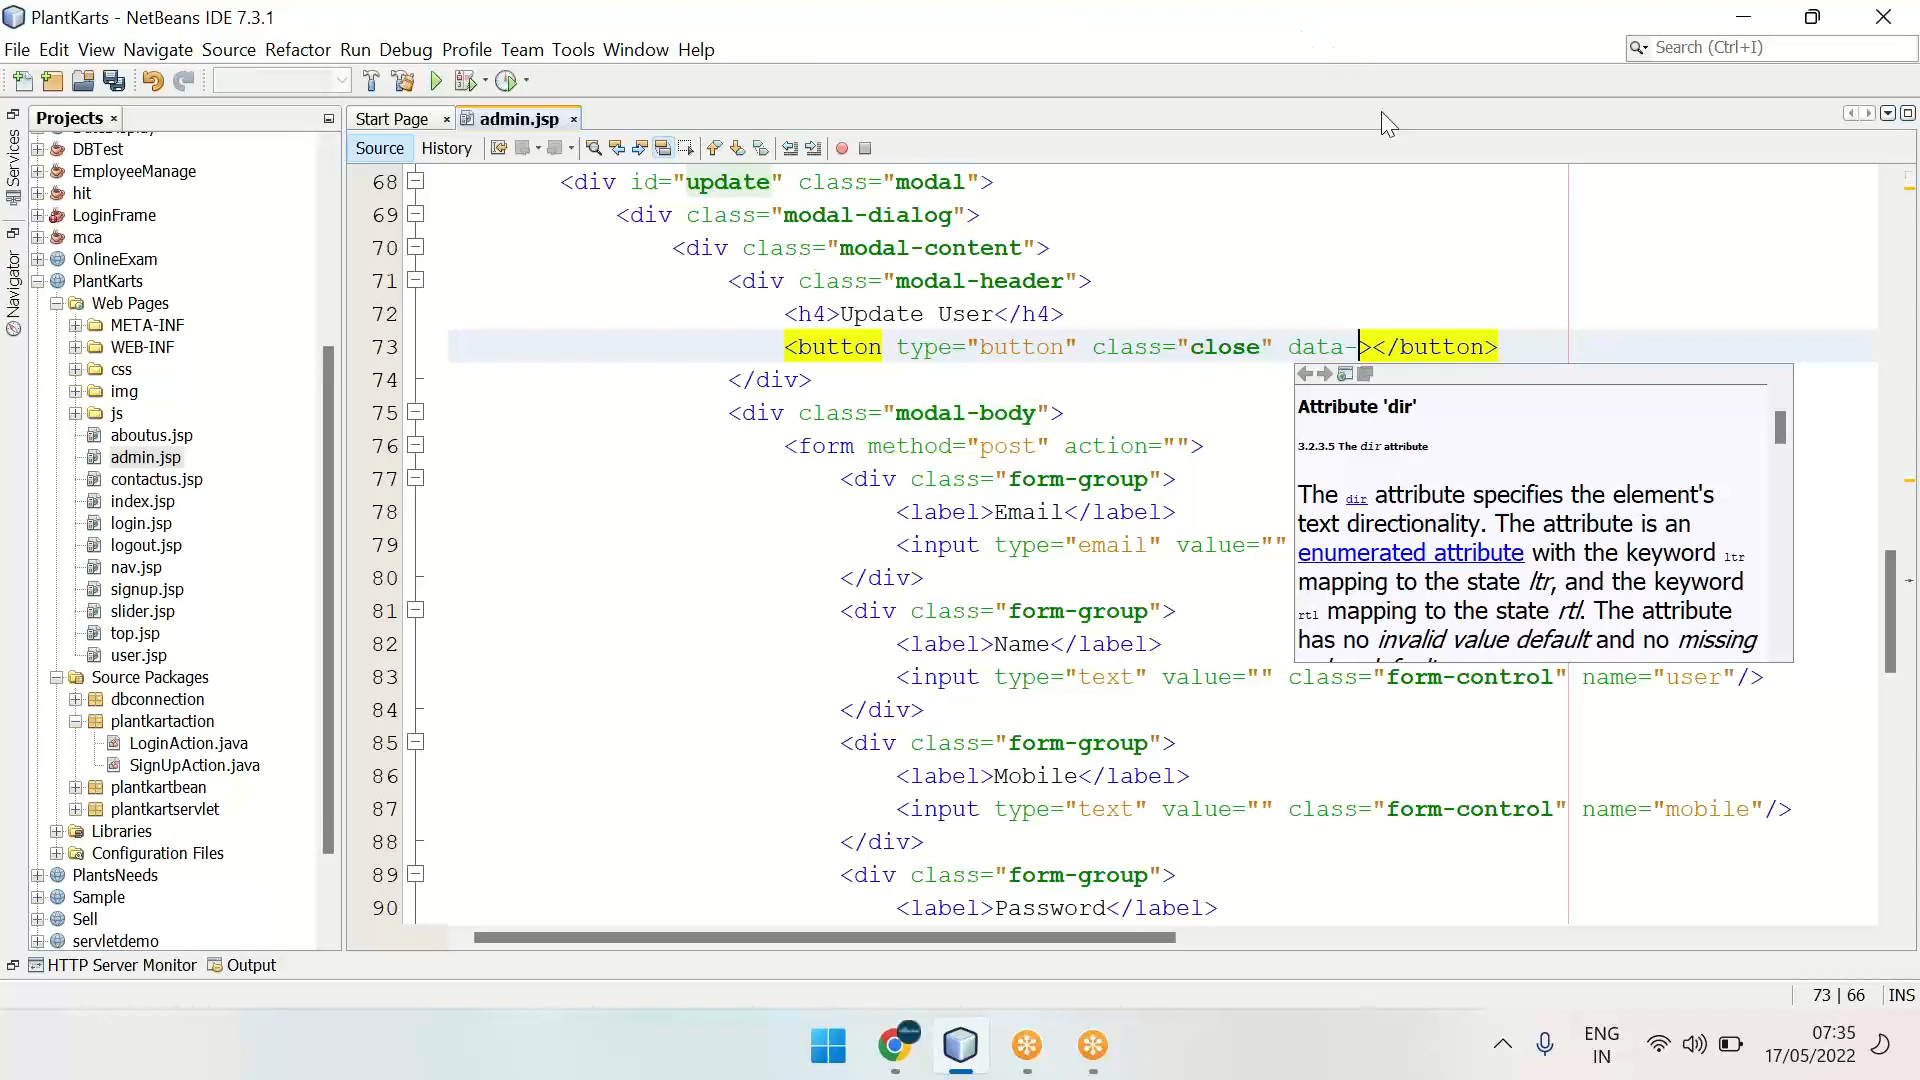 PlantKarts - NetBeans IDE 7.3.1
File Edit View Navigate Source Refactor Run Debug Profile Team Tools Window Help
Search (Ctrl+I)
Services
Navigator
Projects
DBTest
EmployeeManage
hit
LoginFrame
mca
OnlineExam
PlantKarts
Web Pages
META-INF
WEB-INF
css
img
js
aboutus.jsp
admin.jsp
contactus.jsp
index.jsp
login.jsp
logout.jsp
nav.jsp
signup.jsp
slider.jsp
top.jsp
user.jsp
Source Packages
dbconnection
plantkartaction
LoginAction.java
SignUpAction.java
plantkartbean
plantkartservlet
Libraries
Configuration Files
PlantsNeeds
Sample
Sell
servletdemo
Start Page admin.jsp
Source History
68 <div id="update" class="modal">
69 <div class="modal-dialog">
70 <div class="modal-content">
71 <div class="modal-header">
72 <h4>Update User</h4>
73 <button type="button" class="close" data-></button>
74 </div>
75 <div class="modal-body">
76 <form method="post" action="">
77 <div class="form-group">
78 <label>Email</label>
79 <input type="email" value=""
80 </div>
81 <div class="form-group">
82 <label>Name</label>
83 <input type="text" value="" class="form-control" name="user"/>
84 </div>
85 <div class="form-group">
86 <label>Mobile</label>
87 <input type="text" value="" class="form-control" name="mobile"/>
88 </div>
89 <div class="form-group">
90 <label>Password</label>
Attribute 'dir'
3.2.3.5 The dir attribute
The dir attribute specifies the element's
text directionality. The attribute is an
enumerated attribute with the keyword ltr
mapping to the state ltr, and the keyword
rtl mapping to the state rtl. The attribute
has no invalid value default and no missing
HTTP Server Monitor Output
73 | 66 INS
ENG
IN
07:35
17/05/2022